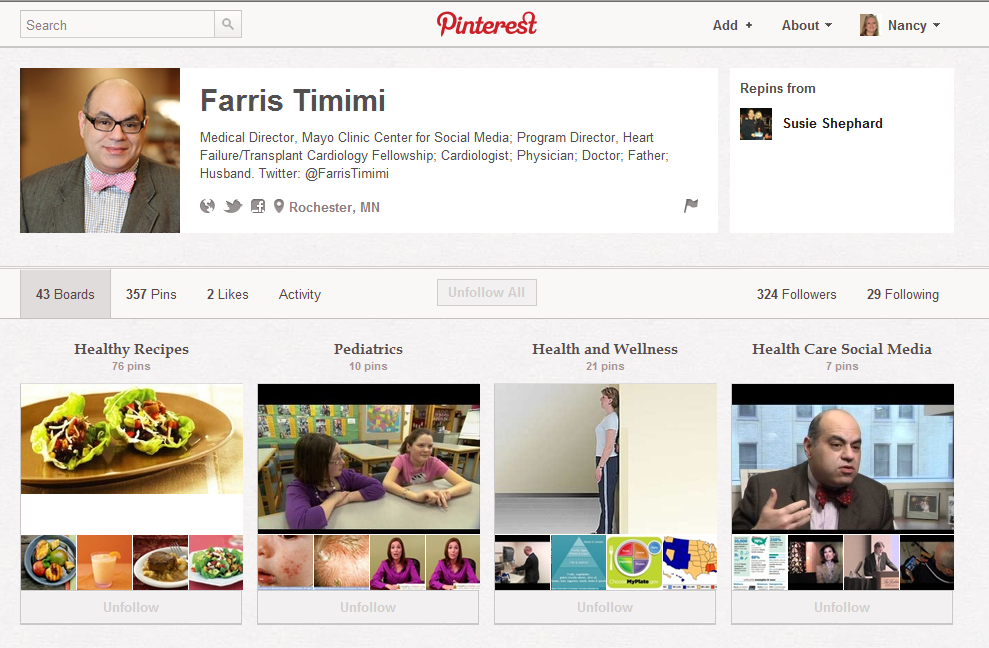 Search
Pinterest
Add +
About
Nancy
Farris Timimi
Medical Director, Mayo Clinic Center for Social Media; Program Director, Heart
Failure/Transplant Cardiology Fellowship; Cardiologist; Physician; Doctor; Father;
Husband. Twitter: @FarrisTimimi
Rochester, MN
Repins from
Susie Shephard
43 Boards
357 Pins
2 Likes
Activity
Unfollow All
324 Followers
29 Following
Healthy Recipes
76 pins
Unfollow
Pediatrics
10 pins
Unfollow
Health and Wellness
21 pins
ChooseMyPlate.gov
Unfollow
Health Care Social Media
7 pins
Unfollow